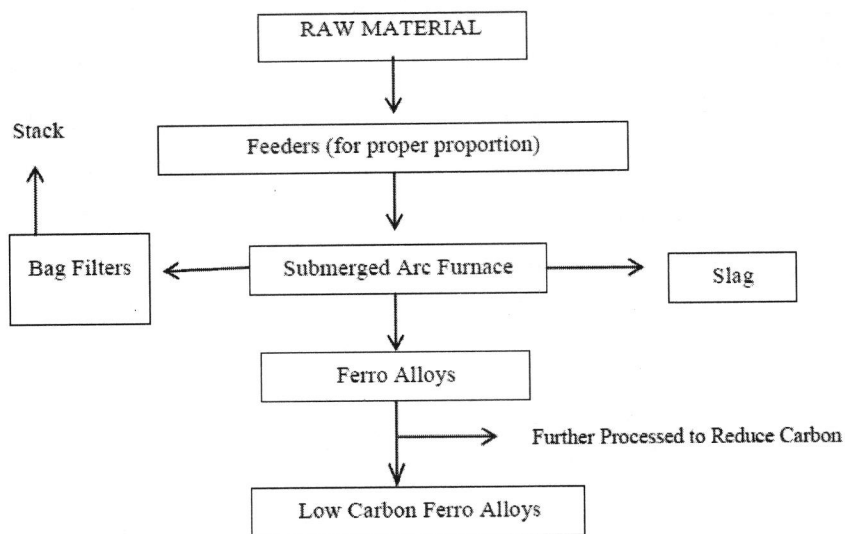 RAW MATERIAL
Stack
Feeders (for proper proportion)
Bag Filters
Submerged Arc Furnace
Slag
Ferro Alloys
Further Processed to Reduce Carbon
Low Carbon Ferro Alloys